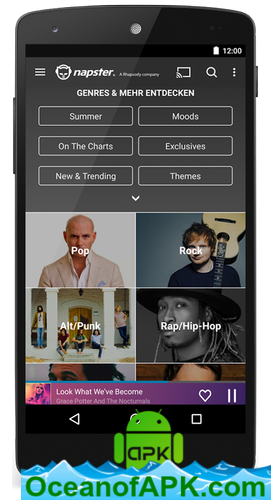 12:00
napster. A Rhapsody company
GENRES & MEHR ENTDECKEN
Summer
Moods
On The Charts
Exclusives
New & Trending
Themes
Pop
Rock
Alt/Punk
Rap/Hip-Hop
Look What We've Become
Grace Potter And The Nocturnals
APK
OceanofAPK.com